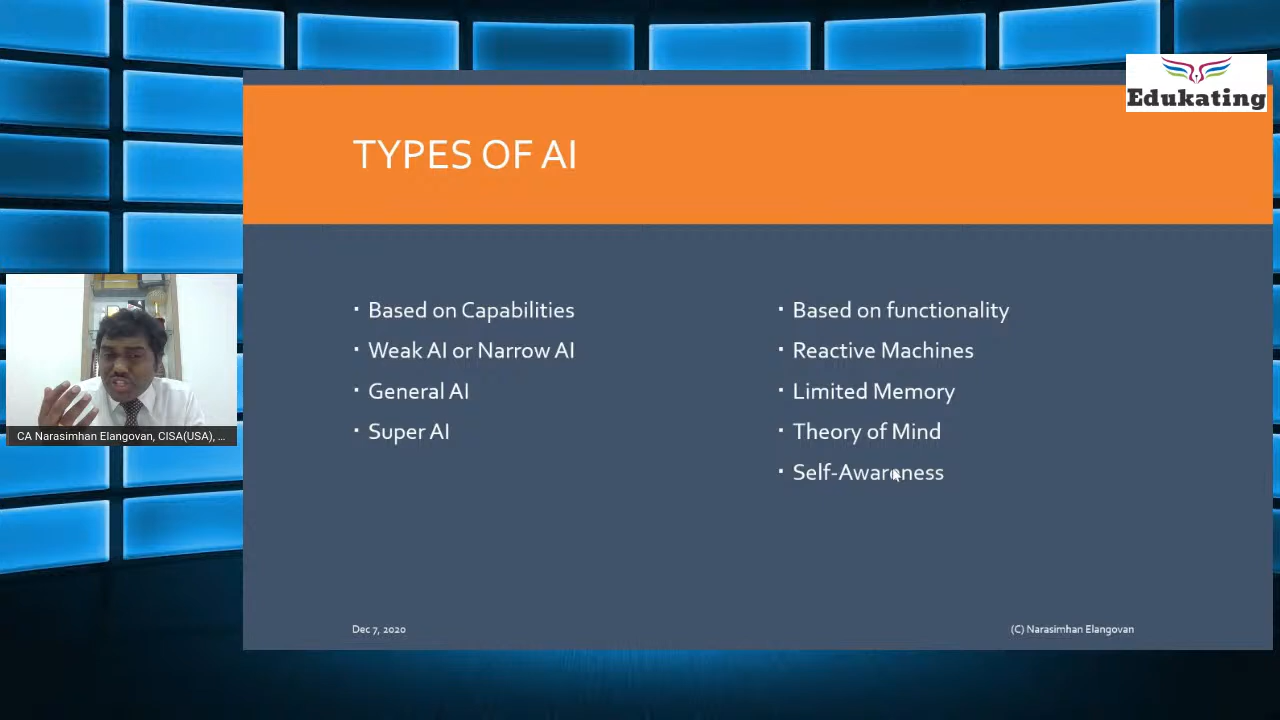 Edukating
TYPES OF AI
Based on Capabilities
Weak AI or Narrow AI
General AI
Super AI
Based on functionality
Reactive Machines
Limited Memory
Theory of Mind
Self-Awareness
CA Narasimhan Elangovan, CISA(USA), ...
Dec 7, 2020
(C) Narasimhan Elangovan